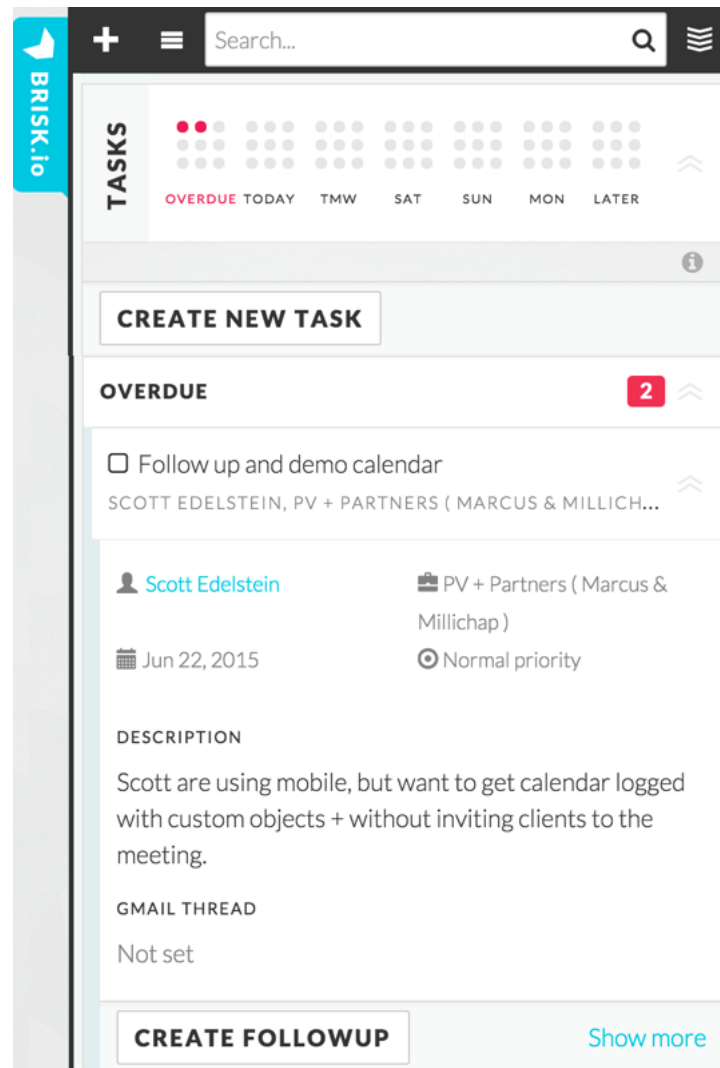 BRISK.io
Search...
TASKS
OVERDUE TODAY TMW SAT SUN MON LATER
CREATE NEW TASK
OVERDUE 2
Follow up and demo calendar
SCOTT EDELSTEIN, PV + PARTNERS ( MARCUS & MILLICH...
Scott Edelstein
PV + Partners ( Marcus &
Millichap )
Jun 22, 2015
Normal priority
DESCRIPTION
Scott are using mobile, but want to get calendar logged
with custom objects + without inviting clients to the
meeting.
GMAIL THREAD
Not set
CREATE FOLLOWUP Show more